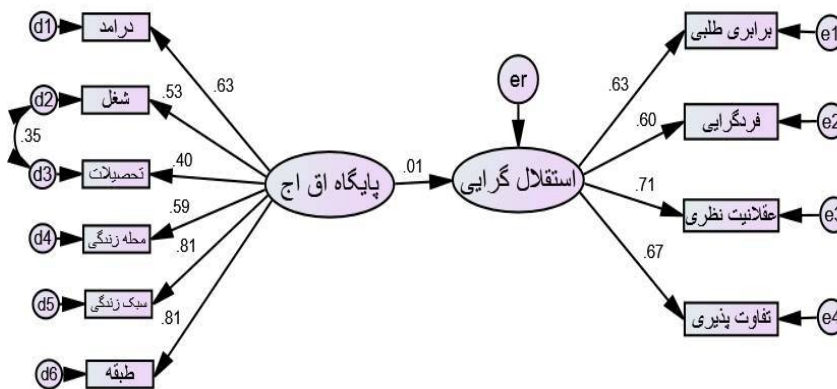 d1
درامد
.63
d2
شغل
.53
.35
d3
تحصیلات
.40
d4
محله زندگی
.59
d5
سبک زندگی
.81
d6
طبقه
.81
پایگاه اق اج
.01
er
استقلال گرایی
.63
برابری طلبی
e1
.60
فردگرایی
e2
.71
عقلانیت نظری
e3
.67
تفاوت پذیری
e4